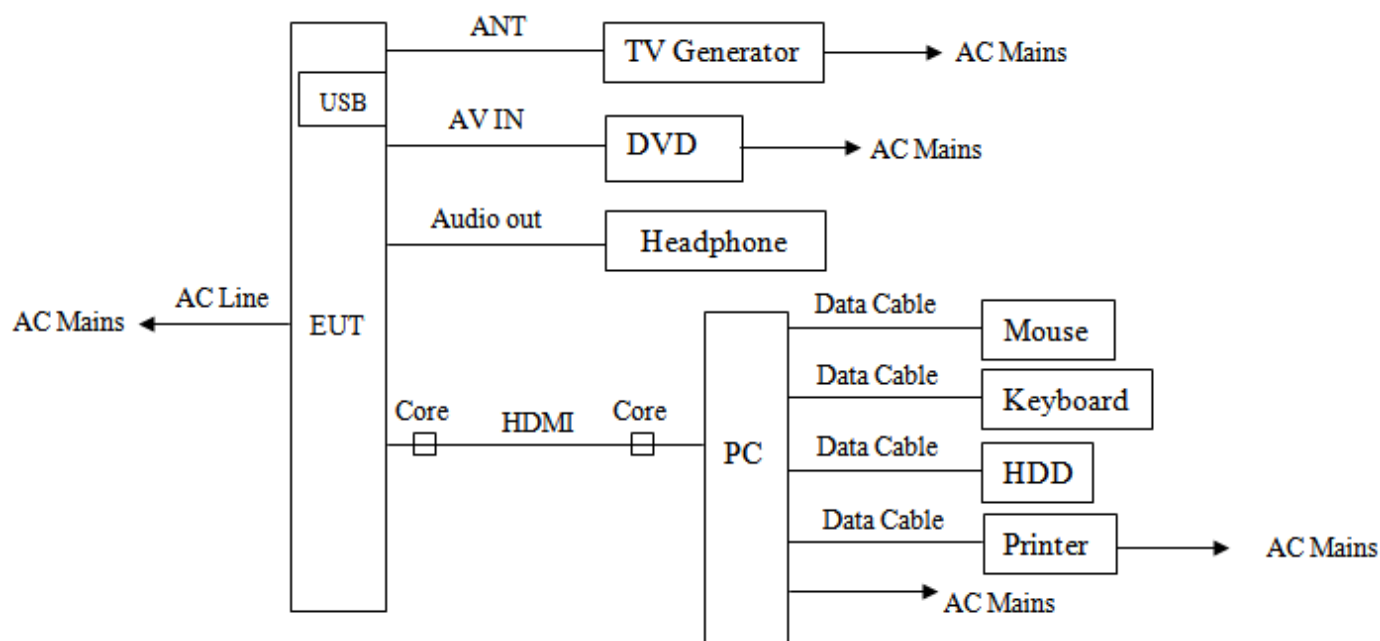 ANT
TV Generator
AC Mains
USB
AV IN
DVD
AC Mains
Audio out
Headphone
AC Mains
AC Line
EUT
Data Cable
Mouse
Data Cable
Keyboard
Core
HDMI
Core
PC
Data Cable
HDD
Data Cable
Printer
AC Mains
AC Mains